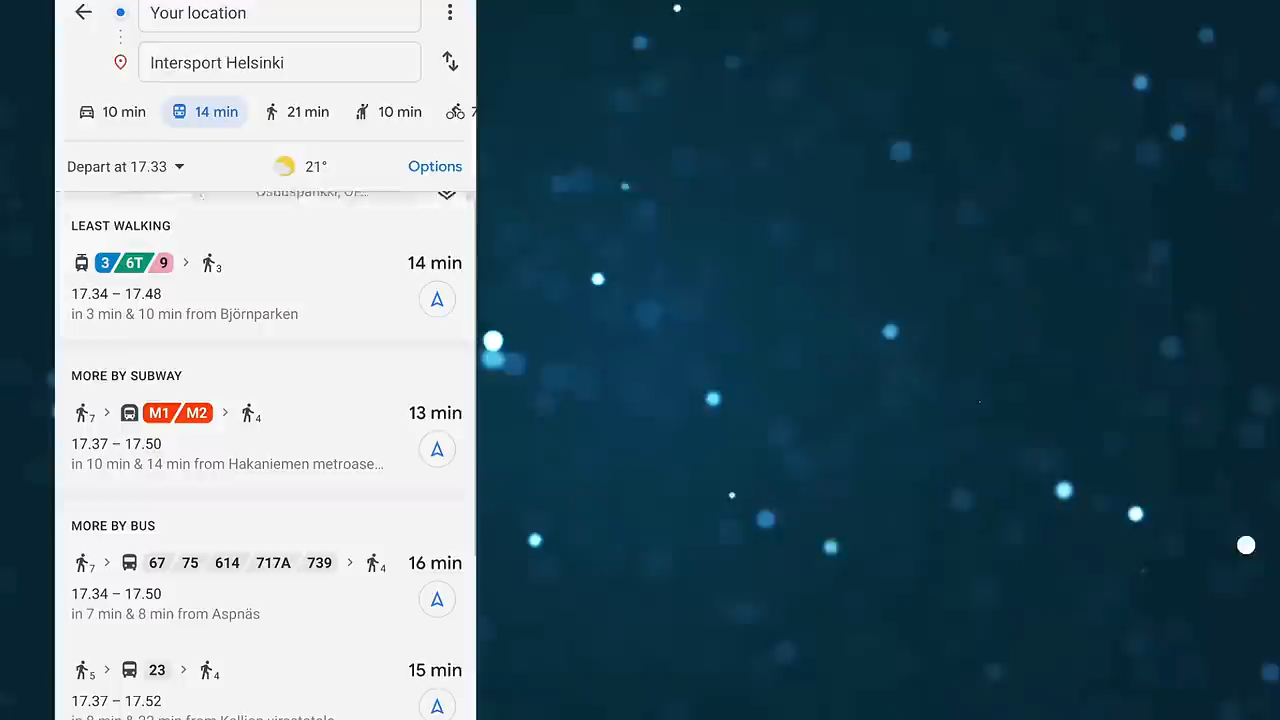 Your location
Intersport Helsinki
10 min 14 min 21 min 10 min 7
Depart at 17.33 21° Options
LEAST WALKING
3 / 6T / 9 3 14 min
17.34 – 17.48
in 3 min & 10 min from Björnparken
MORE BY SUBWAY
7 M1 / M2 4 13 min
17.37 – 17.50
in 10 min & 14 min from Hakaniemen metroase...
MORE BY BUS
7 67 75 614 717A 739 4 16 min
17.34 – 17.50
in 7 min & 8 min from Aspnäs
5 23 4 15 min
17.37 – 17.52